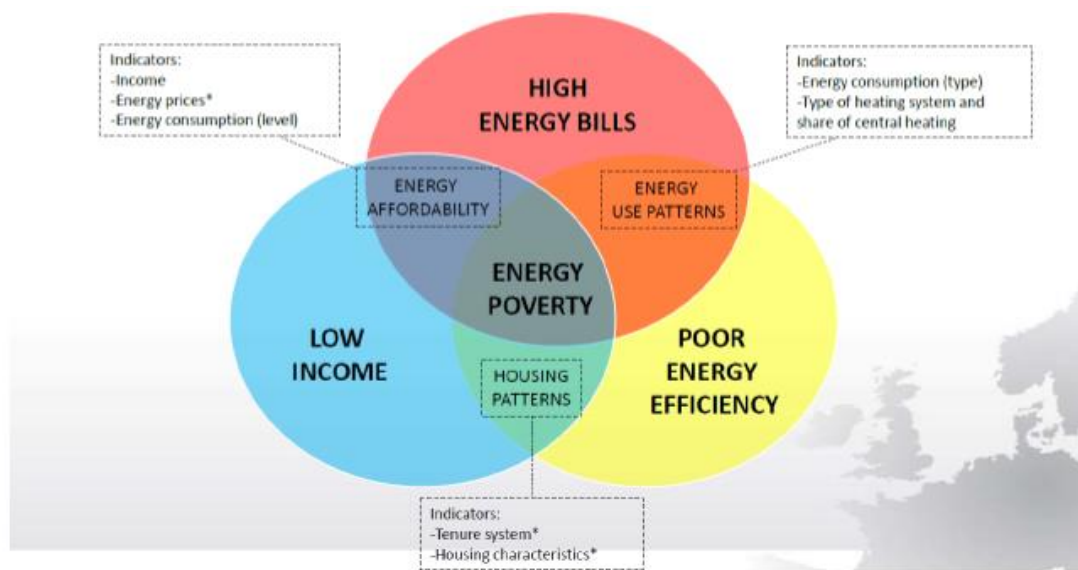 Indicators:
-Income
-Energy prices*
-Energy consumption (level)
HIGH
ENERGY BILLS
Indicators:
-Energy consumption (type)
-Type of heating system and
share of central heating
ENERGY
AFFORDABILITY
ENERGY
USE PATTERNS
ENERGY
POVERTY
LOW
INCOME
POOR
ENERGY
EFFICIENCY
HOUSING
PATTERNS
Indicators:
-Tenure system*
-Housing characteristics*